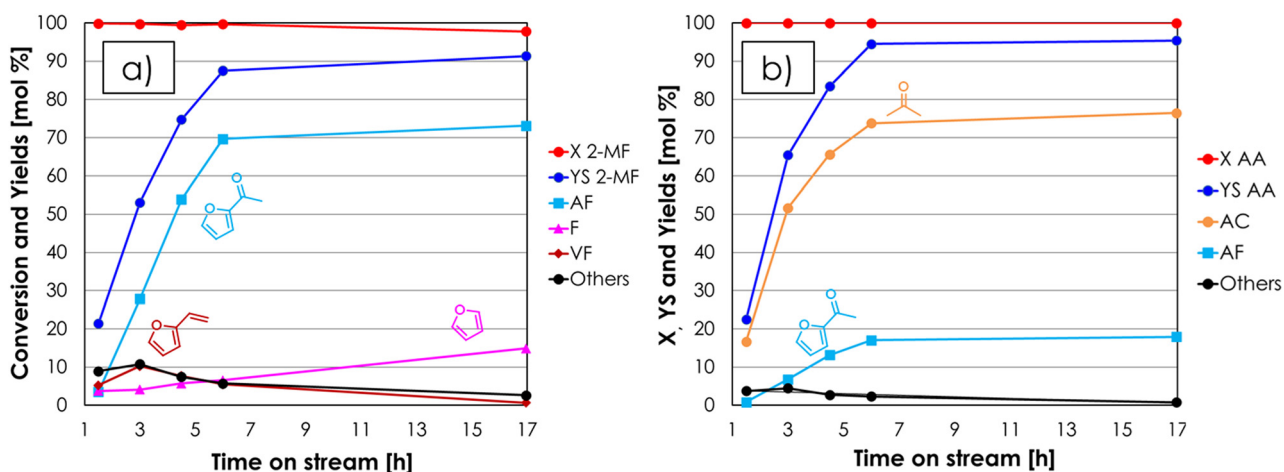 a)
Conversion and Yields [mol %]
100
90
80
70
60
50
40
30
20
10
0
O
O
O
O
1 3 5 7 9 11 13 15 17
Time on stream [h]
X 2-MF
YS 2-MF
AF
F
VF
Others
b)
X, YS and Yields [mol %]
100
90
80
70
60
50
40
30
20
10
0
O
O
O
1 3 5 7 9 11 13 15 17
Time on stream [h]
X AA
YS AA
AC
AF
Others